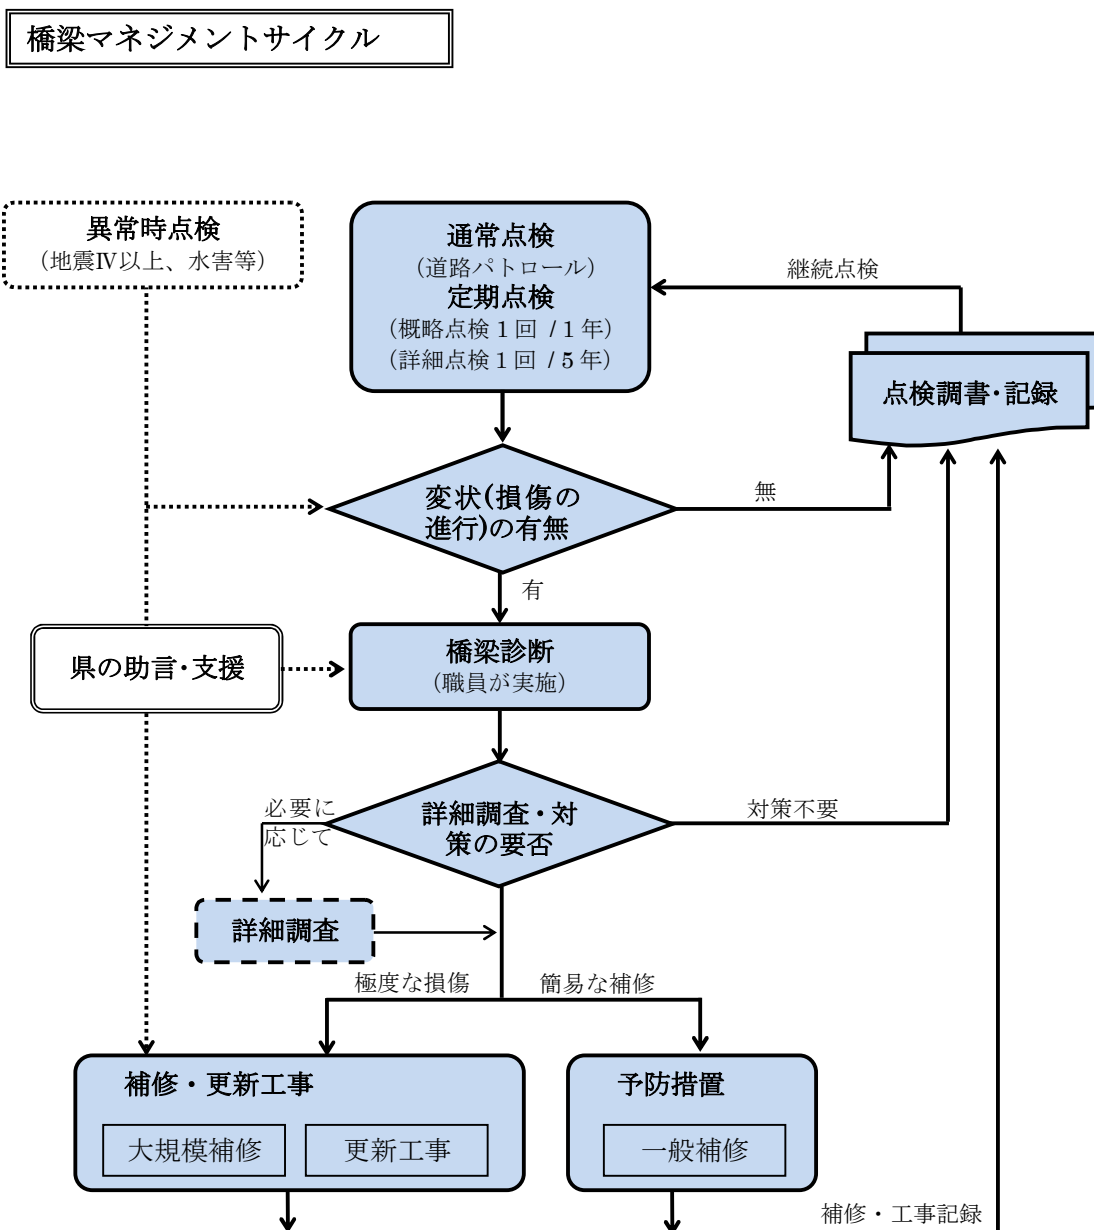 橋梁マネジメントサイクル
異常時点検
（地震Ⅳ以上、水害等）
通常点検
（道路パトロール）
定期点検
（概略点検１回 /１年）
（詳細点検１回 /５年）
継続点検
点検調書・記録
変状(損傷の
進行)の有無
無
有
県の助言・支援
橋梁診断
（職員が実施）
必要に
応じて
詳細調査・対
策の要否
対策不要
詳細調査
極度な損傷
簡易な補修
補修・更新工事
大規模補修
更新工事
予防措置
一般補修
補修・工事記録